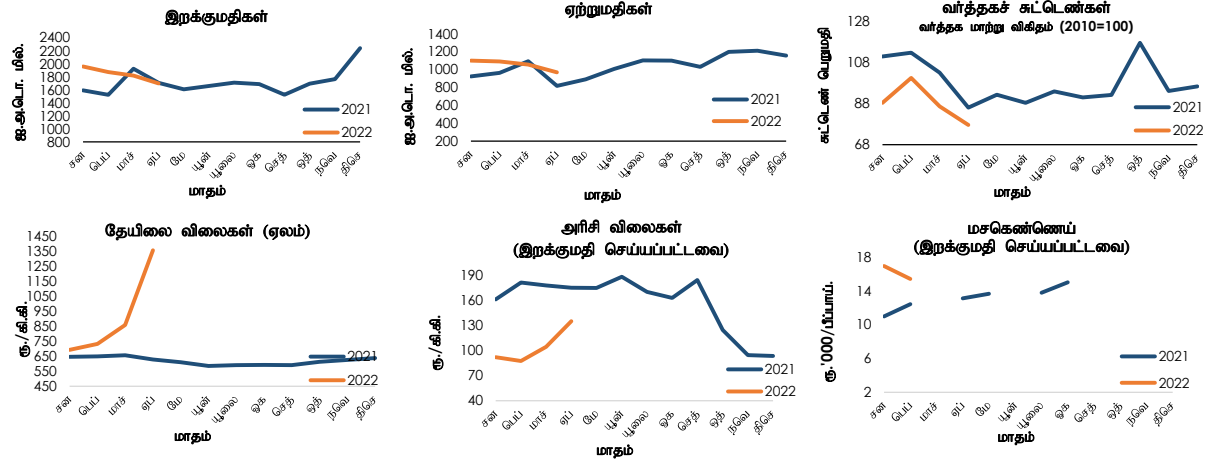 இறக்குமதிகள்
ஐ.அ.டொ. மில்.
2400
2200
2000
1800
1600
1400
1200
1000
800
2021
2022
சன பெப் மாச் ஏப் மே யூன் யூலை ஒக செத் ஒத் நவெ திசெ
மாதம்
ஏற்றுமதிகள்
ஐ.அ.டொ. மில்.
1400
1200
1000
800
600
400
200
2021
2022
சன பெப் மாச் ஏப் மே யூன் யூலை ஒக செத் ஒத் நவெ திசெ
மாதம்
வர்த்தகச் சுட்டெண்கள்
வர்த்தக மாற்று விகிதம் (2010=100)
சுட்டெண் பெறுமதி
128
108
88
68
2021
2022
சன பெப் மாச் ஏப் மே யூன் யூலை ஒக செத் ஒத் நவெ திசெ
மாதம்
தேயிலை விலைகள் (ஏலம்)
ரூ./கி.கி.
1450
1350
1250
1150
1050
950
850
750
650
550
450
2021
2022
சன பெப் மாச் ஏப் மே யூன் யூலை ஒக செத் ஒத் நவெ திசெ
மாதம்
அரிசி விலைகள்
(இறக்குமதி செய்யப்பட்டவை)
ரூ./கி.கி.
190
160
130
100
70
40
2021
2022
சன பெப் மாச் ஏப் மே யூன் யூலை ஒக செத் ஒத் நவெ திசெ
மாதம்
மசகெண்ணெய்
(இறக்குமதி செய்யப்பட்டவை)
ரூ.'000/பீப்பாய்.
18
14
10
6
2
2021
2022
சன பெப் மாச் ஏப் மே யூன் யூலை ஒக செத் ஒத் நவெ திசெ
மாதம்